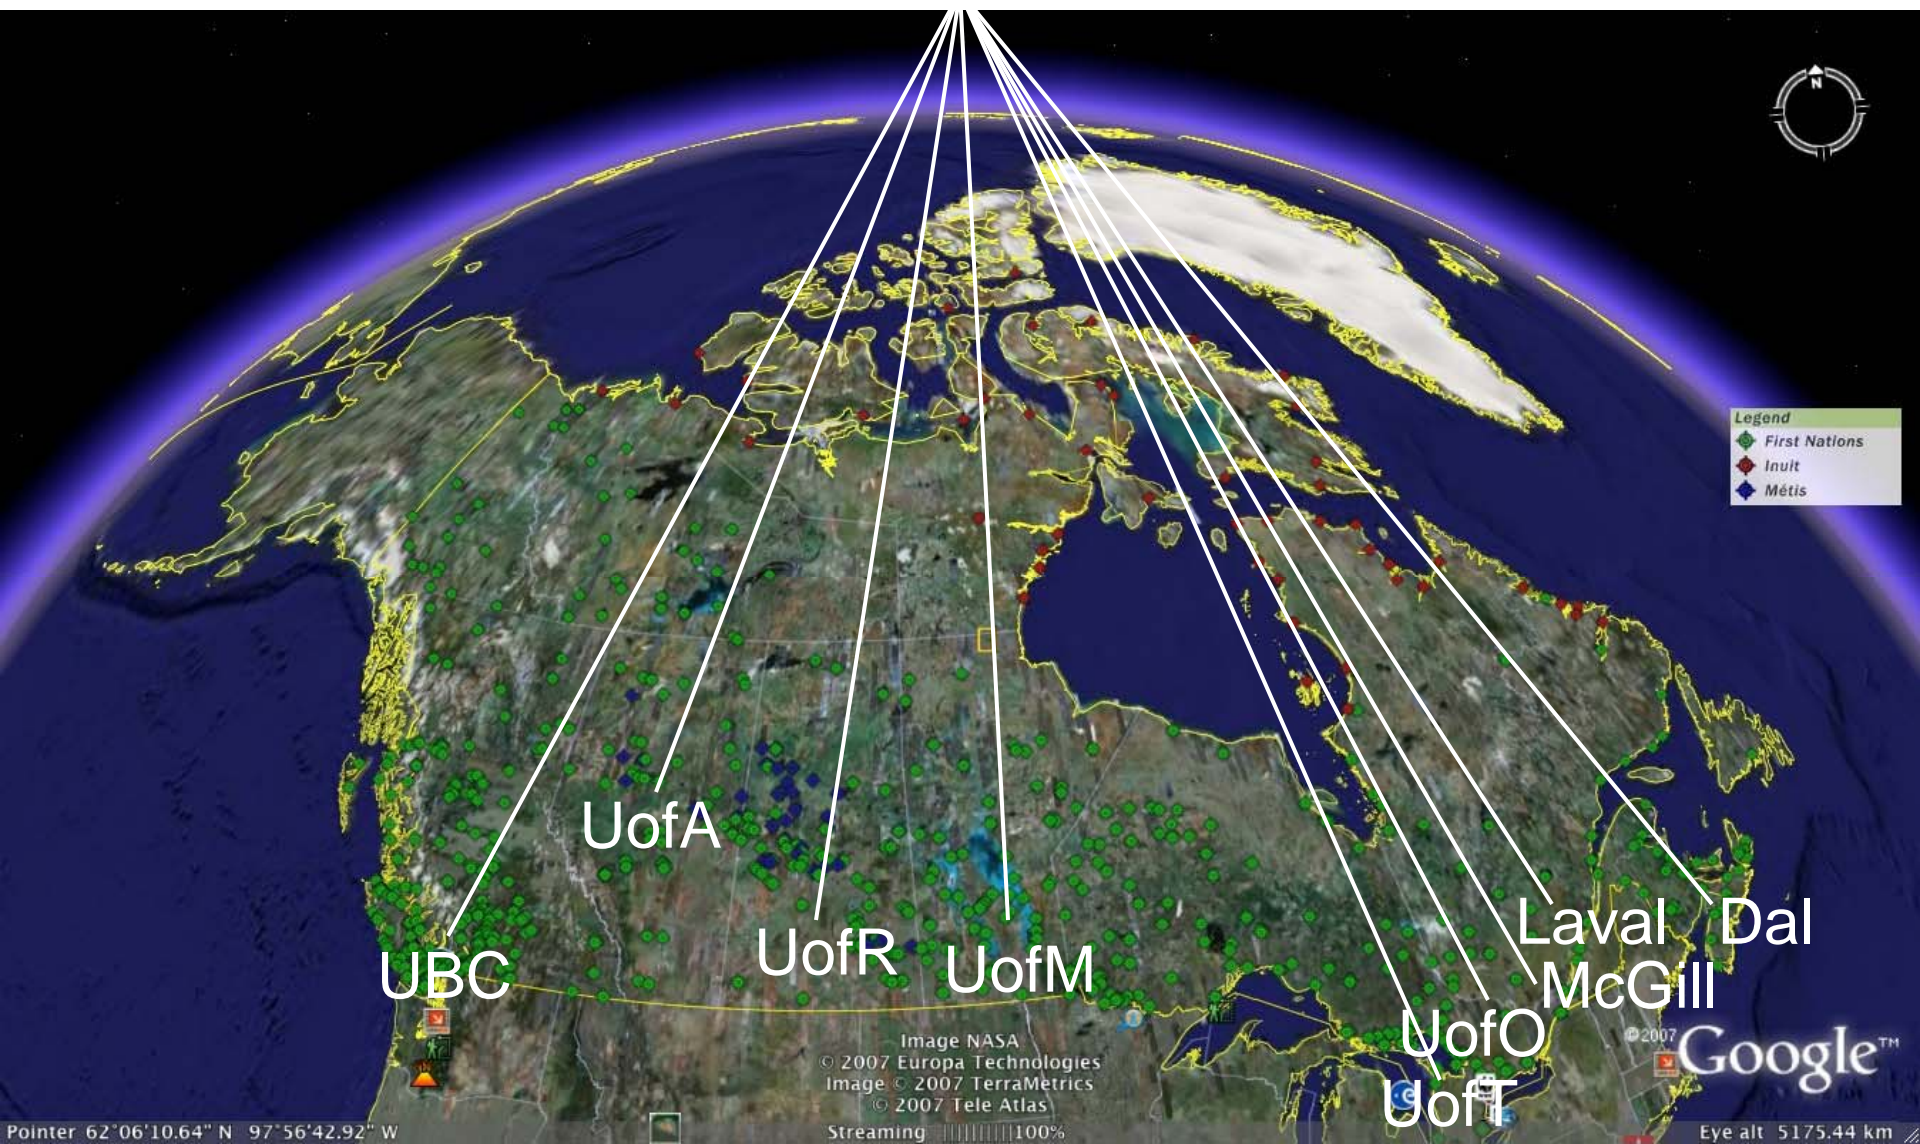 N
Legend
First Nations
Inuit
Métis
UofA
Laval
Dal
UofR
UofM
UBC
McGill
UofO
UofT
Image NASA
© 2007 Europa Technologies
Image © 2007 TerraMetrics
© 2007 Tele Atlas
©2007 Google™
Pointer 62°06'10.64" N 97°56'42.92" W
Streaming ||||||||| 100%
Eye alt 5175.44 km